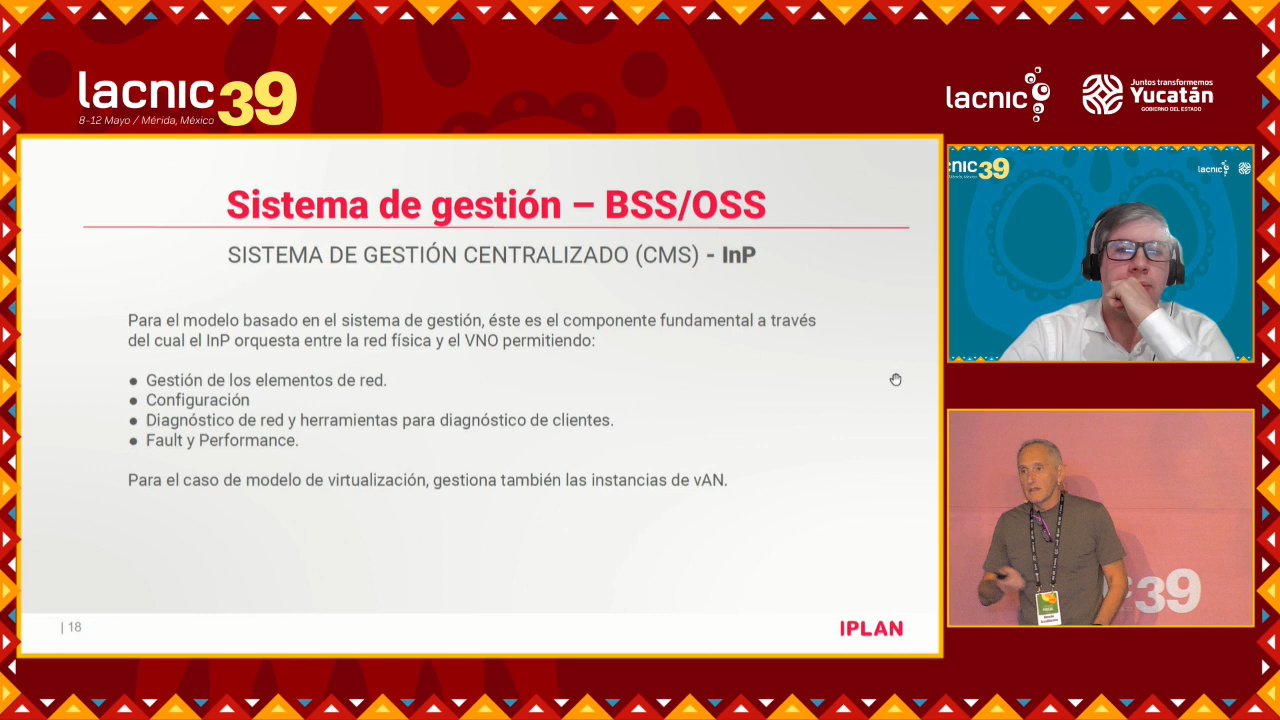 lacnic 39
8-12 Mayo / Mérida, México
lacnic
Juntos transformemos
Yucatán
GOBIERNO DEL ESTADO
Sistema de gestión – BSS/OSS
SISTEMA DE GESTIÓN CENTRALIZADO (CMS) - InP
Para el modelo basado en el sistema de gestión, éste es el componente fundamental a través
del cual el InP orquesta entre la red física y el VNO permitiendo:
● Gestión de los elementos de red.
● Configuración
● Diagnóstico de red y herramientas para diagnóstico de clientes.
● Fault y Performance.
Para el caso de modelo de virtualización, gestiona también las instancias de vAN.
| 18
IPLAN
nic39
lacnic
39